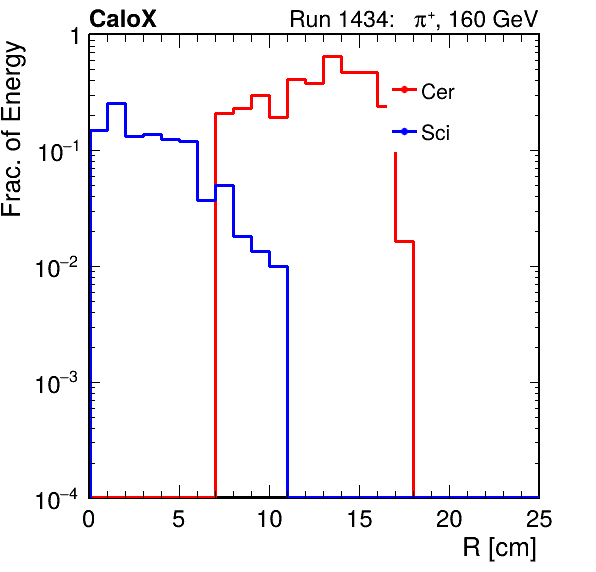 CaloX Run 1434: π⁺, 160 GeV
Frac. of Energy
1
10⁻¹
10⁻²
10⁻³
10⁻⁴
Cer
Sci
0 5 10 15 20 25
R [cm]